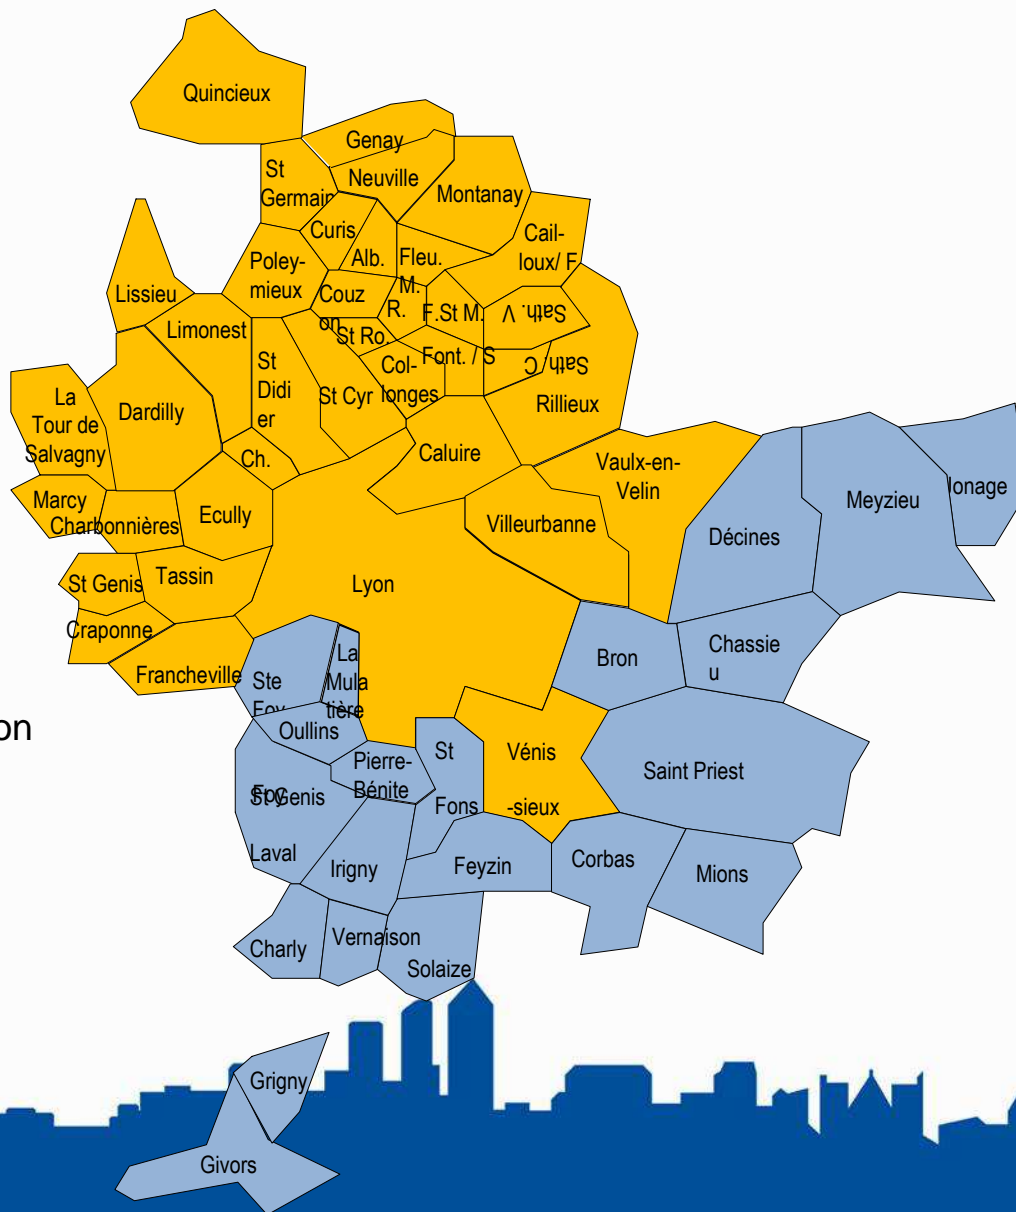 Quincieux
Genay
St
Germain
Neuville
Montanay
Curis
Alb.
Fleu.
M.
Cail-
loux/ F
Poley-
mieux
Lissieu
Couz
on
R.
F.St M.
Sath. V
Limonest
St Ro.
Font. / S
Sath. C
St
Didi
er
St Cyr
Col-
longes
Rillieux
La
Tour de
Salvagny
Dardilly
Ch.
Caluire
Vaulx-en-
Velin
Marcy
Charbonnières
Ecully
Villeurbanne
Décines
Meyzieu
Jonage
St Genis
Tassin
Lyon
Craponne
Francheville
Ste
Foy
La
Mula
tière
Bron
Chassie
u
on
Oullins
Pierre-
Bénite
St
Fons
Vénis
-sieux
Saint Priest
St Genis
Laval
Irigny
Feyzin
Corbas
Mions
Charly
Vernaison
Solaize
Grigny
Givors